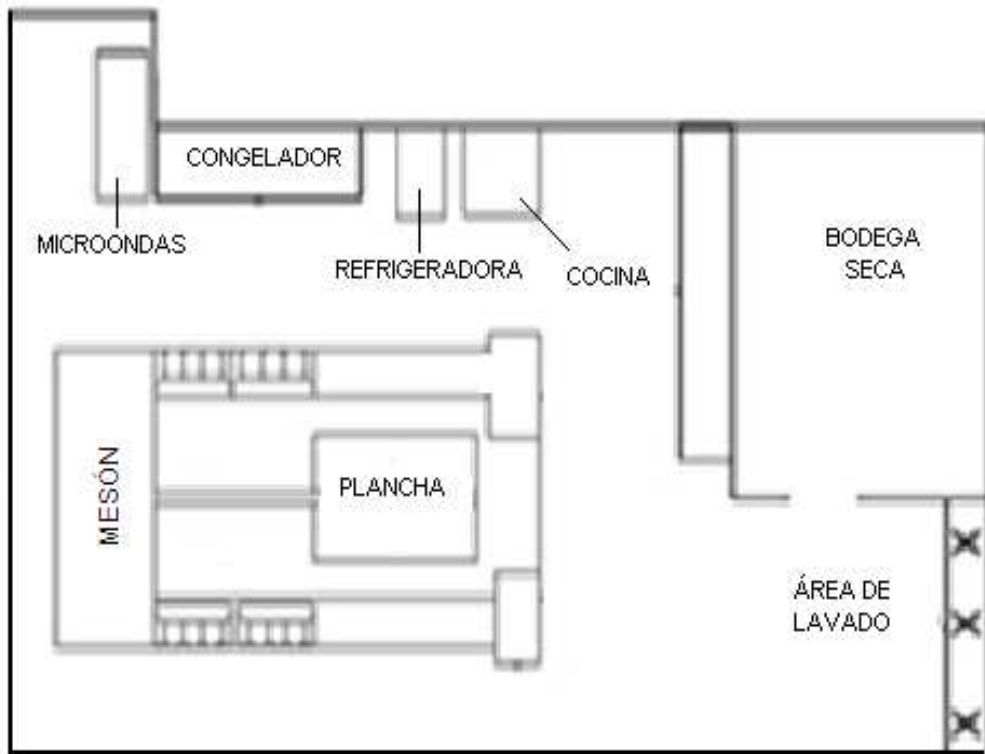 CONGELADOR
MICROONDAS
REFRIGERADORA
COCINA
BODEGA
SECA
MESÓN
PLANCHA
ÁREA DE
LAVADO